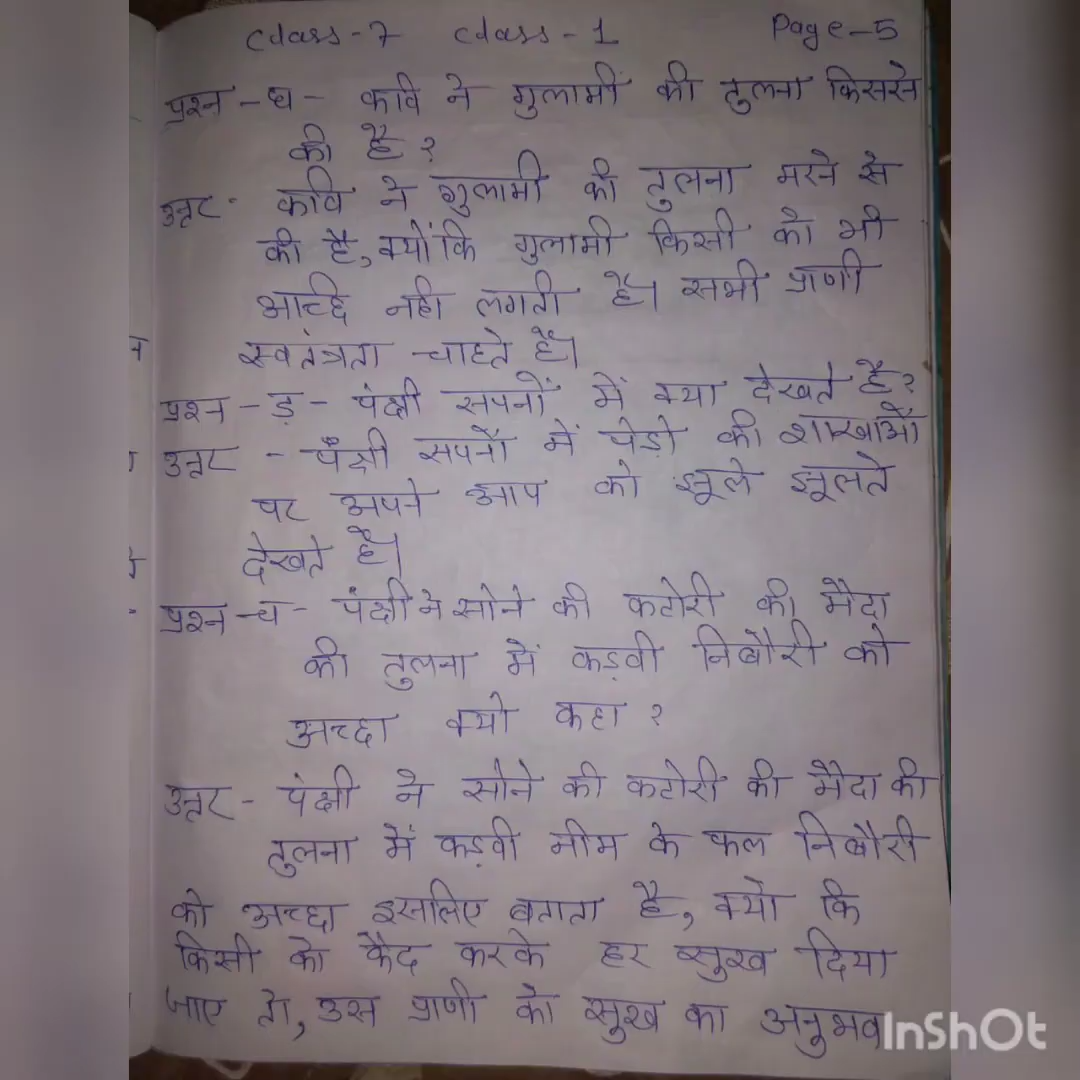 class-7 class-1 Page-5
प्रश्न -घ- कवि ने गुलामी की तुलना किससे
की है ?
उत्तर - कवि ने गुलामी की तुलना मरने से
की है, क्योंकि गुलामी किसी को भी
आच्छि नही लगती है। सभी प्राणी
स्वतंत्रता चाहते हैं।
प्रश्न - ड़ - पंक्षी सपनों में क्या देखते है ?
उत्तर - पंक्षी सपनों में पेडो की शाखाओं
पर अपने आप को झूले झूलते
देखते है।
प्रश्न -च- पंक्षी ने सोने की कटोरी की मैदा
की तुलना में कड़वी निबौरी को
अच्छा क्यो कहा ?
उत्तर - पंक्षी ने सोने की कटोरी की मैदा की
तुलना में कड़वी नीम के फल निबौरी
को अच्छा इसलिए बताता है, क्यो कि
किसी को कैद करके हर सुख दिया
जाए तो, उस प्राणी को सुख का अनुभव
InShOt